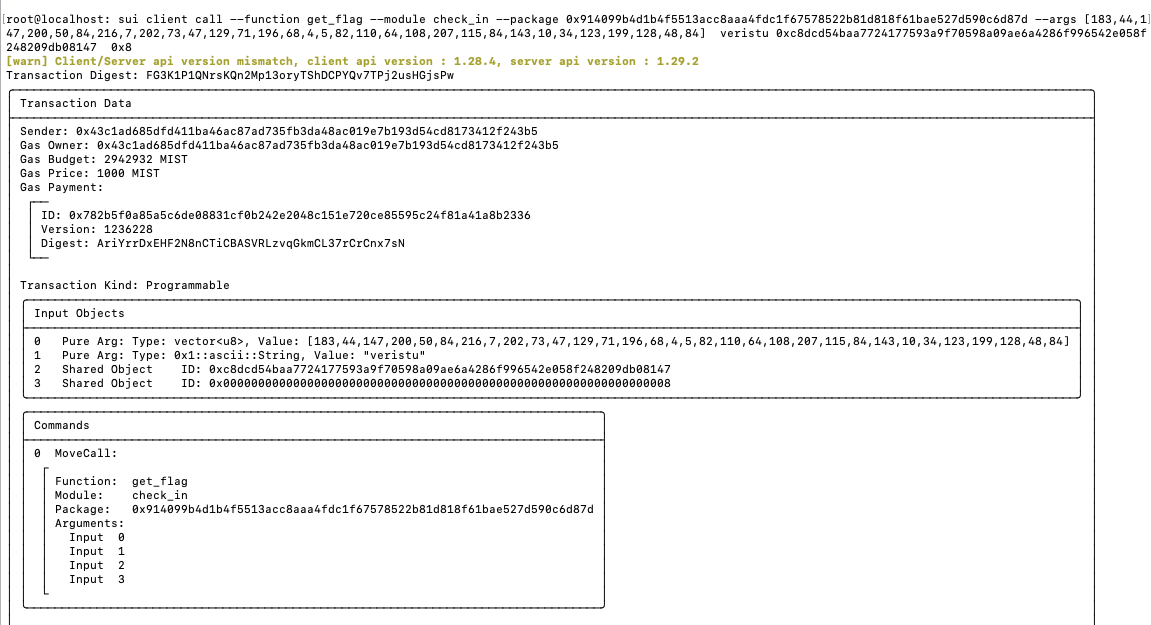 [root@localhost: sui client call --function get_flag --module check_in --package 0x914099b4d1b4f5513acc8aaa4fdc1f67578522b81d818f61bae527d590c6d87d --args [183,44,1]
47,200,50,84,216,7,202,73,47,129,71,196,68,4,5,82,110,64,108,207,115,84,143,10,34,123,199,128,48,84]  veristu 0xc8dcd54baa7724177593a9f70598a09ae6a4286f996542e058f
248209db08147  0x8
[warn] Client/Server api version mismatch, client api version : 1.28.4, server api version : 1.29.2
Transaction Digest: FG3K1P1QNrsKQn2Mp13oryTShDCPYQv7TPj2usHGjsPw
Transaction Data
Sender: 0x43c1ad685dfd411ba46ac87ad735fb3da48ac019e7b193d54cd8173412f243b5
Gas Owner: 0x43c1ad685dfd411ba46ac87ad735fb3da48ac019e7b193d54cd8173412f243b5
Gas Budget: 2942932 MIST
Gas Price: 1000 MIST
Gas Payment:
ID: 0x782b5f0a85a5c6de08831cf0b242e2048c151e720ce85595c24f81a41a8b2336
Version: 1236228
Digest: AriYrrDxEHF2N8nCTiCBASVRLzvqGkmCL37rCrCnx7sN
Transaction Kind: Programmable
Input Objects
0   Pure Arg: Type: vector<u8>, Value: [183,44,147,200,50,84,216,7,202,73,47,129,71,196,68,4,5,82,110,64,108,207,115,84,143,10,34,123,199,128,48,84]
1   Pure Arg: Type: 0x1::ascii::String, Value: "veristu"
2   Shared Object    ID: 0xc8dcd54baa7724177593a9f70598a09ae6a4286f996542e058f248209db08147
3   Shared Object    ID: 0x0000000000000000000000000000000000000000000000000000000000000008
Commands
0  MoveCall:
Function:  get_flag
Module:    check_in
Package:   0x914099b4d1b4f5513acc8aaa4fdc1f67578522b81d818f61bae527d590c6d87d
Arguments:
Input  0
Input  1
Input  2
Input  3